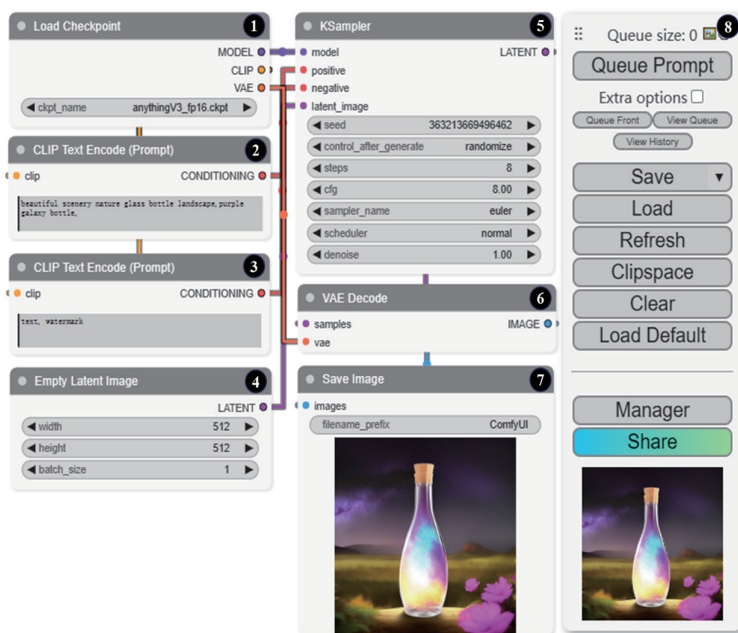 Load Checkpoint 1
MODEL
CLIP
VAE
ckpt_name anythingV3_fp16.ckpt
CLIP Text Encode (Prompt) 2
clip CONDITIONING
beautiful scenery nature glass bottle landscape, purple
galaxy bottle,
CLIP Text Encode (Prompt) 3
clip CONDITIONING
text, watermark
Empty Latent Image 4
LATENT
width 512
height 512
batch_size 1
KSampler 5
model LATENT
positive
negative
latent_image
seed 363213669496462
control_after_generate randomize
steps 8
cfg 8.00
sampler_name euler
scheduler normal
denoise 1.00
VAE Decode 6
samples IMAGE
vae
Save Image 7
images
filename_prefix ComfyUI
8
Queue size: 0
Queue Prompt
Extra options
Queue Front View Queue
View History
Save
Load
Refresh
Clipspace
Clear
Load Default
Manager
Share